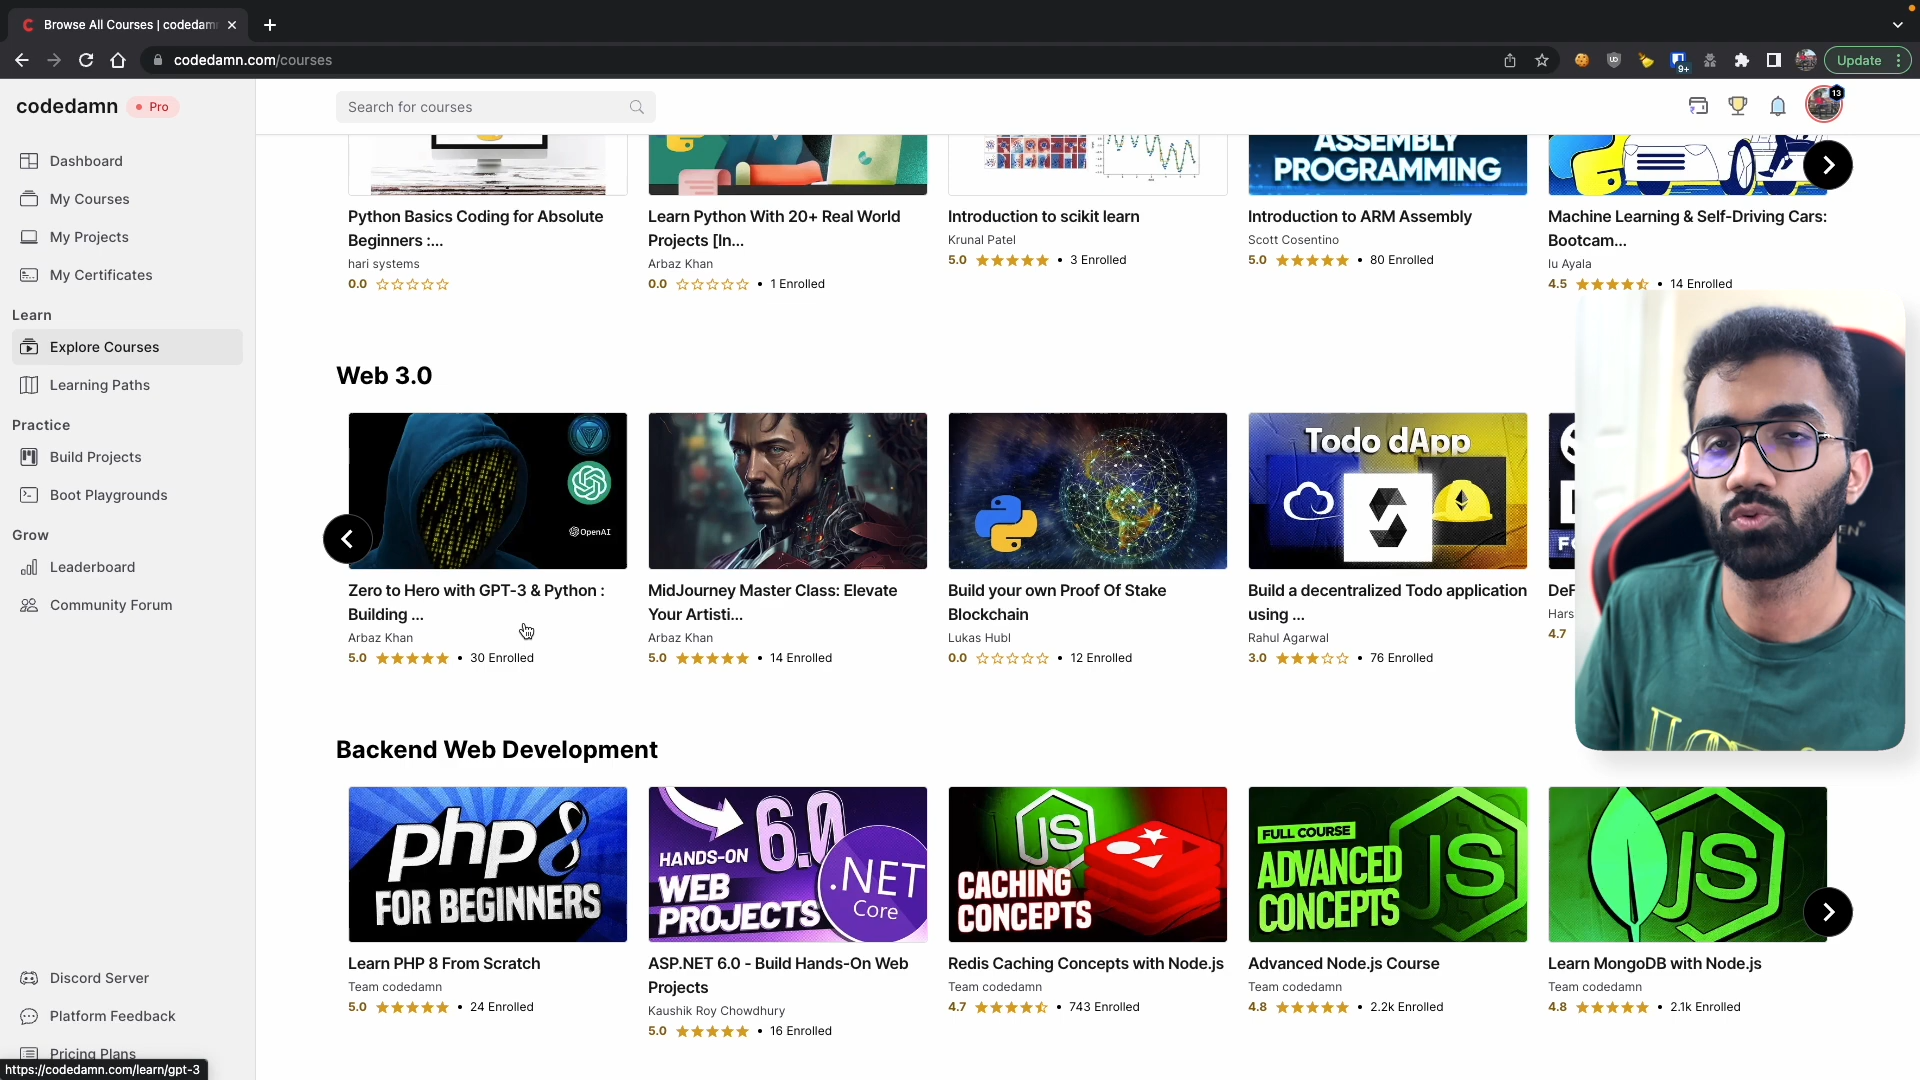 Browse All Courses | codedam
codedamn.com/courses
9+
Update
codedamn
Pro
Search for courses
13
Dashboard
My Courses
My Projects
My Certificates
Learn
Explore Courses
Learning Paths
Practice
Build Projects
Boot Playgrounds
Grow
Leaderboard
Community Forum
Discord Server
Platform Feedback
Pricing Plans
https://codedamn.com/learn/gpt-3
ASSEMBLY
PROGRAMMING
Python Basics Coding for Absolute
Beginners :...
hari systems
0.0
Learn Python With 20+ Real World
Projects [In...
Arbaz Khan
0.0 • 1 Enrolled
Introduction to scikit learn
Krunal Patel
5.0 • 3 Enrolled
Introduction to ARM Assembly
Scott Cosentino
5.0 • 80 Enrolled
Machine Learning & Self-Driving Cars:
Bootcam...
Iu Ayala
4.5 • 14 Enrolled
Web 3.0
OpenAI
Zero to Hero with GPT-3 & Python :
Building ...
Arbaz Khan
5.0 • 30 Enrolled
MidJourney Master Class: Elevate
Your Artisti...
Arbaz Khan
5.0 • 14 Enrolled
Build your own Proof Of Stake
Blockchain
Lukas Hubl
0.0 • 12 Enrolled
Todo dApp
Build a decentralized Todo application
using ...
Rahul Agarwal
3.0 • 76 Enrolled
DeF
Hars
4.7
Backend Web Development
php 8
FOR BEGINNERS
Learn PHP 8 From Scratch
Team codedamn
5.0 • 24 Enrolled
6.0
HANDS-ON
WEB
PROJECTS
.NET
Core
ASP.NET 6.0 - Build Hands-On Web
Projects
Kaushik Roy Chowdhury
5.0 • 16 Enrolled
JS
CACHING
CONCEPTS
Redis Caching Concepts with Node.js
Team codedamn
4.7 • 743 Enrolled
FULL COURSE
ADVANCED
CONCEPTS
JS
Advanced Node.js Course
Team codedamn
4.8 • 2.2k Enrolled
JS
Learn MongoDB with Node.js
Team codedamn
4.8 • 2.1k Enrolled